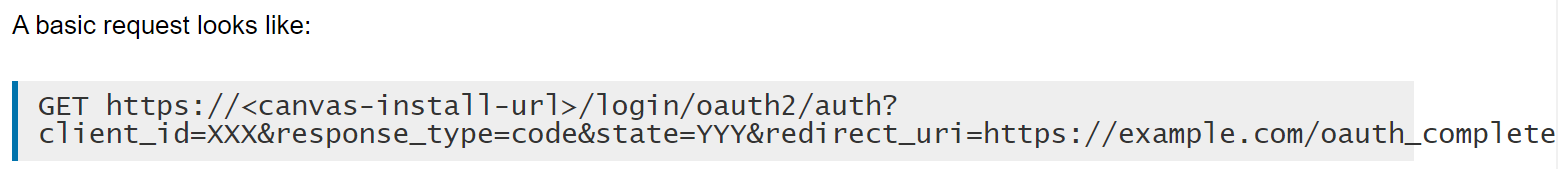 A basic request looks like:
GET https://<canvas-install-url>/login/oauth2/auth?
client_id=XXX&response_type=code&state=YYY&redirect_uri=https://example.com/oauth_complete